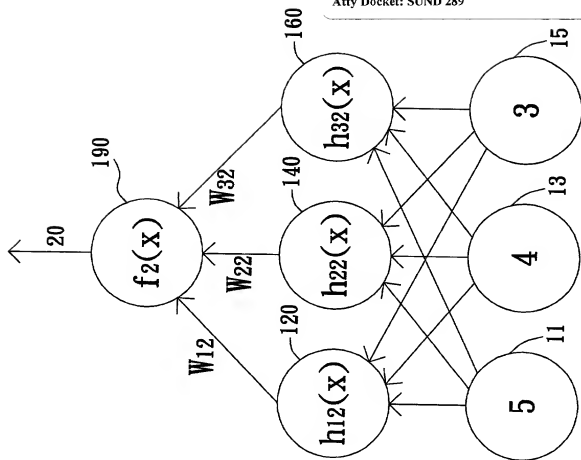 Atty Docket: SUND 289
20
190
f2(x)
W12
W22
W32
120
140
160
h12(x)
h22(x)
h32(x)
11
13
15
5
4
3